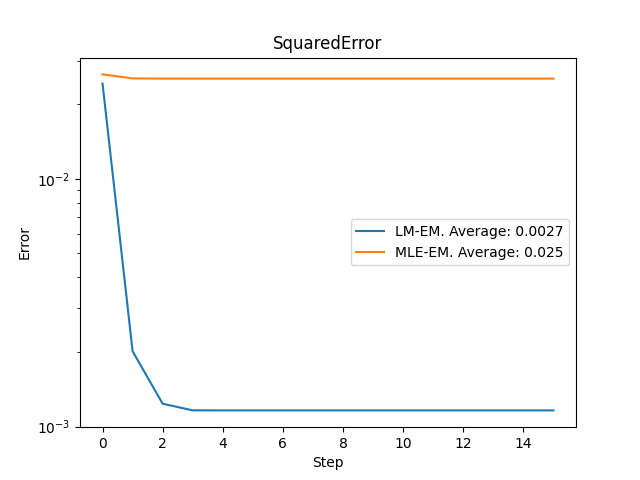 SquaredError
10⁻²
10⁻³
Error
LM-EM. Average: 0.0027
MLE-EM. Average: 0.025
0 2 4 6 8 10 12 14
Step